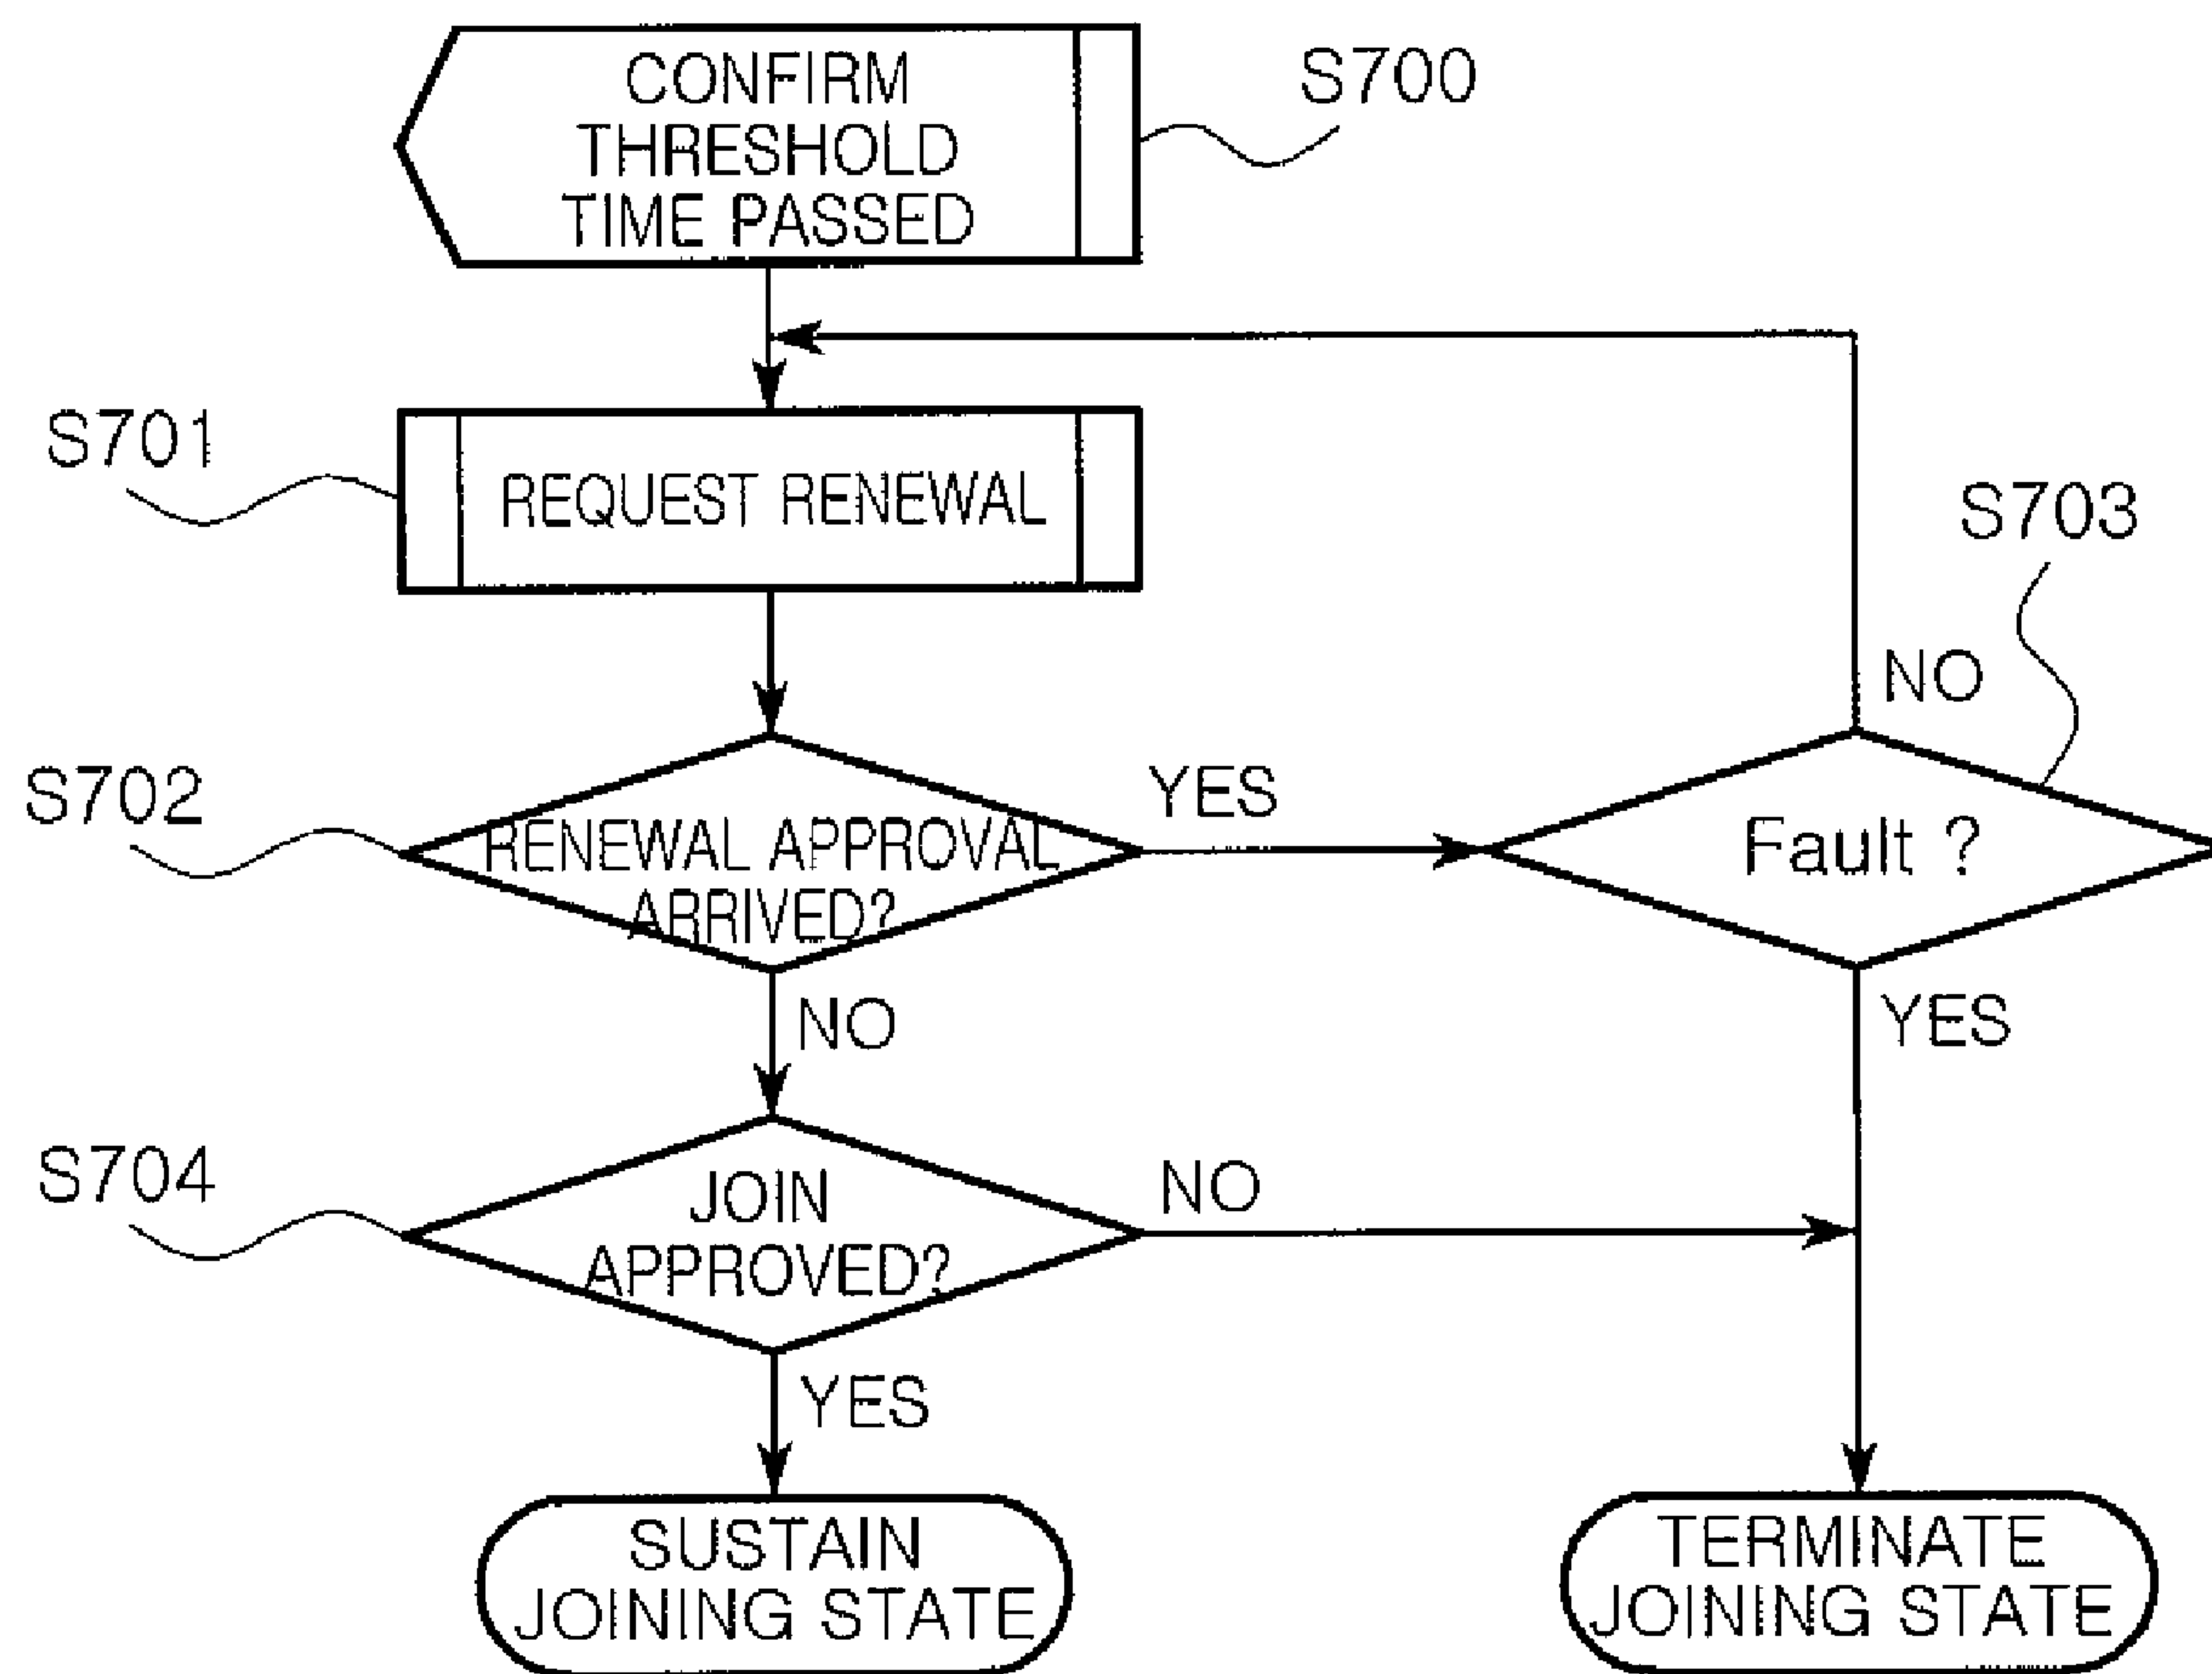 CONFIRM
THRESHOLD
TIME PASSED
S700
S701
REQUEST RENEWAL
S703
NO
S702
RENEWAL APPROVAL
ARRIVED?
YES
Fault ?
NO
YES
S704
JOIN
APPROVED?
NO
YES
SUSTAIN
JOINING STATE
TERMINATE
JOINING STATE